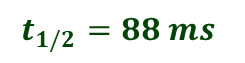 t1/2 = 88 ms